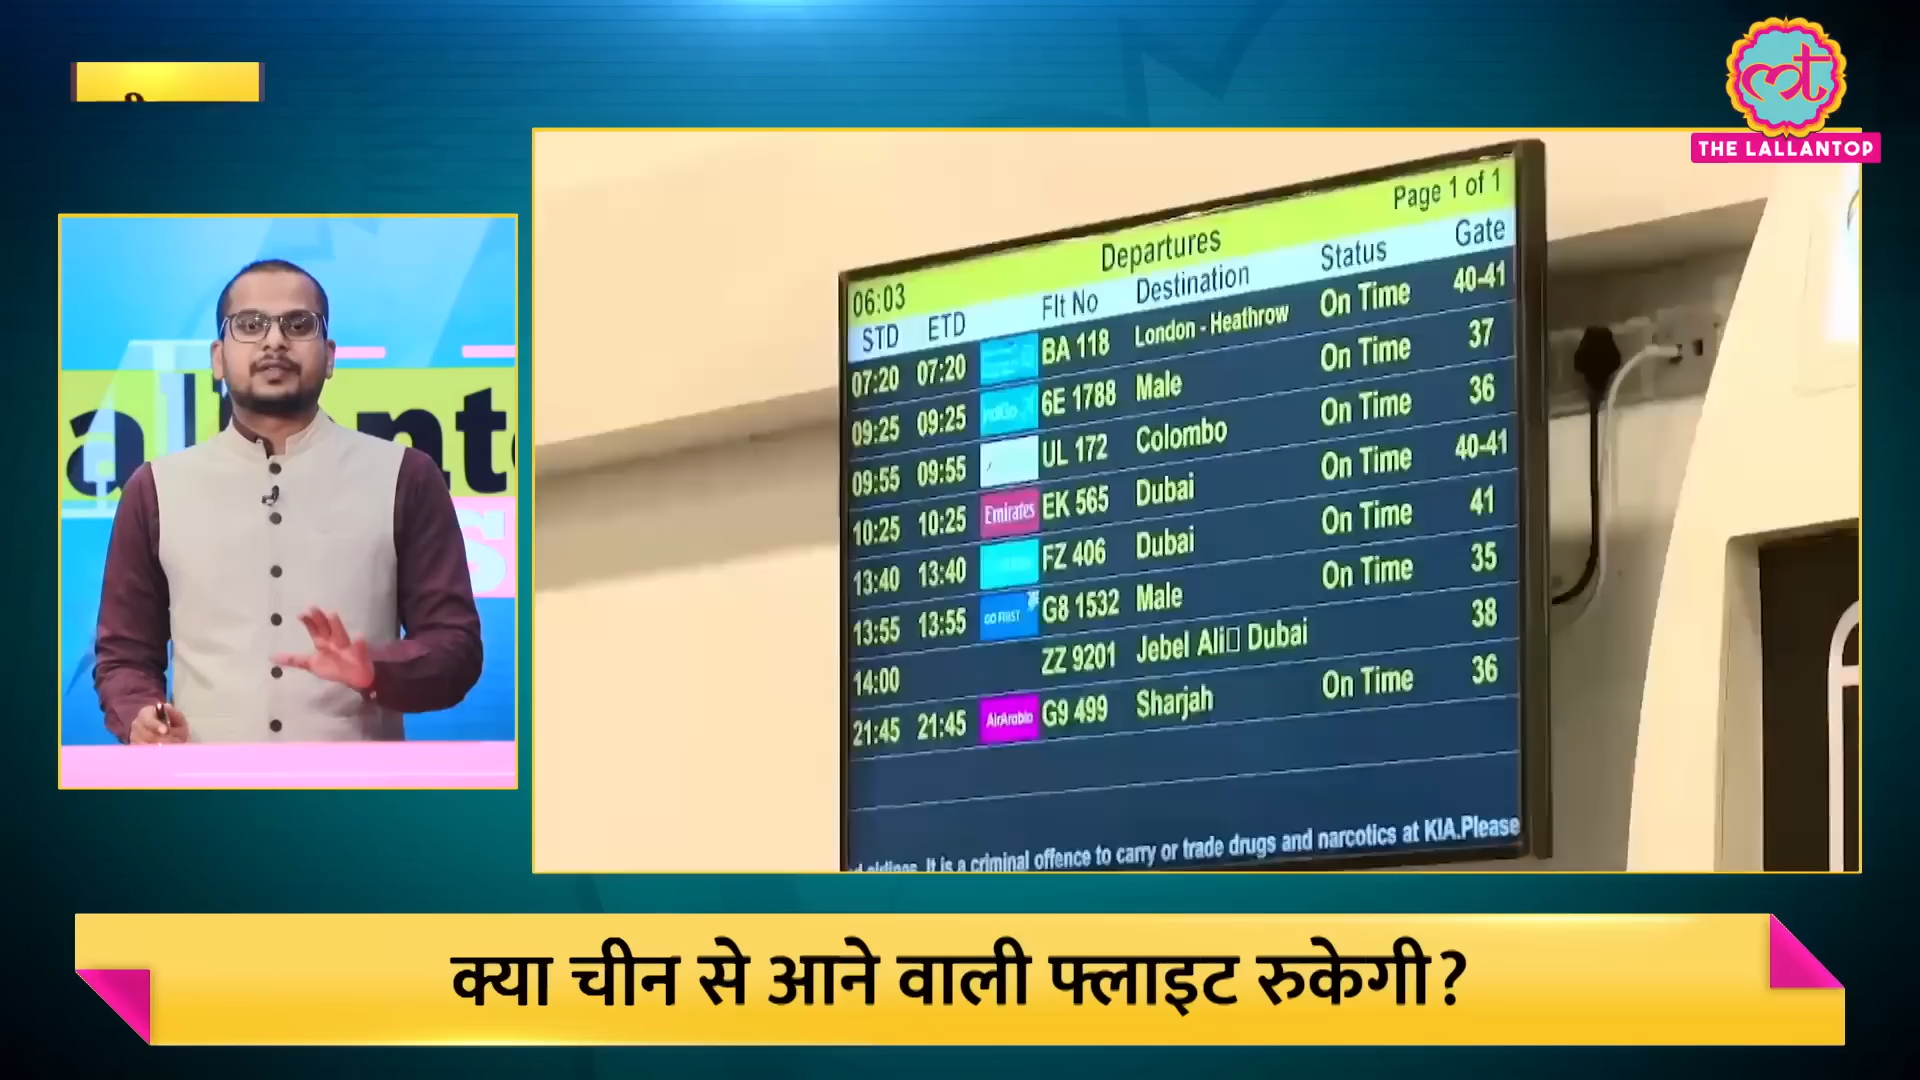 THE LALLANTOP
Page 1 of 1
06:03 Departures
STD ETD Flt No Destination Status Gate
07:20 07:20 BA 118 London - Heathrow On Time 40-41
09:25 09:25 IndiGo 6E 1788 Male On Time 37
09:55 09:55 UL 172 Colombo On Time 36
10:25 10:25 Emirates EK 565 Dubai On Time 40-41
13:40 13:40 FZ 406 Dubai On Time 41
13:55 13:55 GO FIRST G8 1532 Male On Time 35
14:00 ZZ 9201 Jebel Ali Dubai 38
21:45 21:45 AirArabia G9 499 Sharjah On Time 36
It is a criminal offence to carry or trade drugs and narcotics at KIA.Please
क्या चीन से आने वाली फ्लाइट रुकेगी?